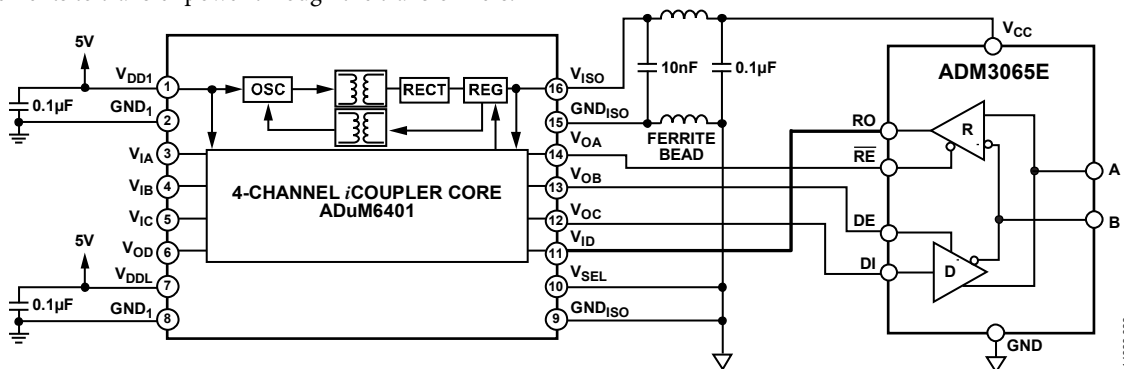 5V
0.1µF
VDD1
1
GND1
2
VIA
3
VIB
4
VIC
5
VOD
6
5V
0.1µF
VDDL
7
GND1
8
OSC
RECT
REG
4-CHANNEL iCOUPLER CORE
ADuM6401
16
VISO
15
GNDISO
14
VOA
13
VOB
12
VOC
11
VID
10
VSEL
9
GNDISO
10nF
0.1µF
FERRITE
BEAD
VCC
ADM3065E
RO
R
RE
DE
DI
D
A
B
GND